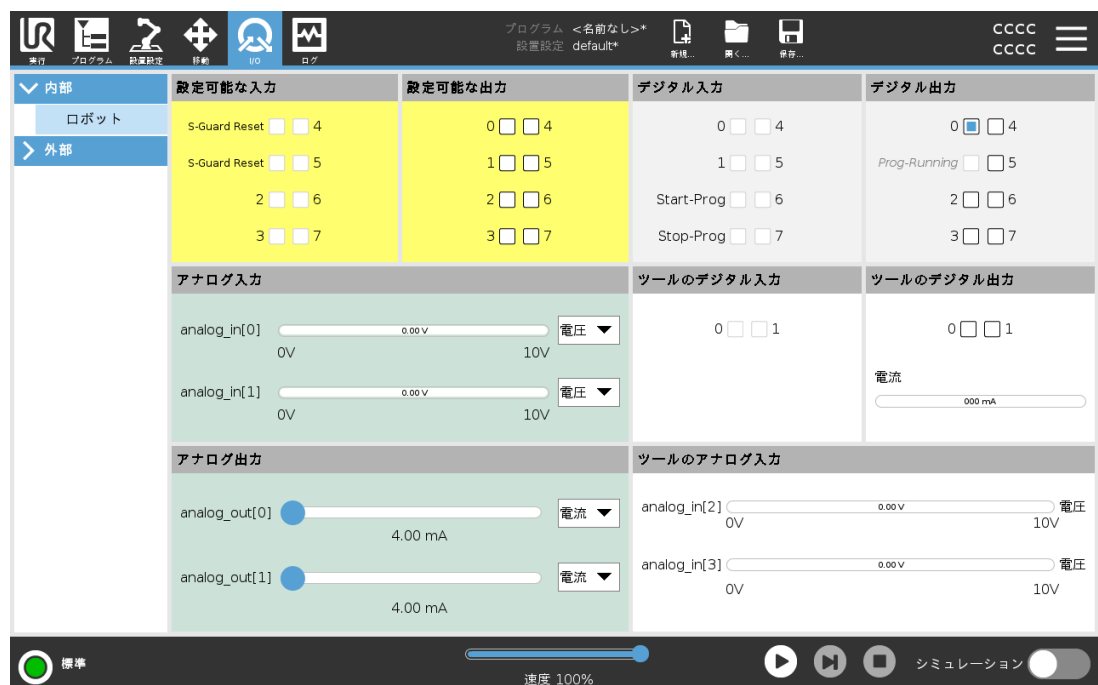 実行 プログラム 設置設定 移動 I/O ログ
プログラム <名前なし>*
設置設定 default*
新規... 開く... 保存...
CCCC
CCCC
内部
ロボット
外部
設定可能な入力
S-Guard Reset 4
S-Guard Reset 5
2 6
3 7
設定可能な出力
0 4
1 5
2 6
3 7
デジタル入力
0 4
1 5
Start-Prog 6
Stop-Prog 7
デジタル出力
0 4
Prog-Running 5
2 6
3 7
アナログ入力
analog_in[0] 0.00 V 電圧
0V 10V
analog_in[1] 0.00 V 電圧
0V 10V
ツールのデジタル入力
0 1
ツールのデジタル出力
0 1
電流
000 mA
アナログ出力
analog_out[0] 電流
4.00 mA
analog_out[1] 電流
4.00 mA
ツールのアナログ入力
analog_in[2] 0.00 V 電圧
0V 10V
analog_in[3] 0.00 V 電圧
0V 10V
標準
速度 100%
シミュレーション